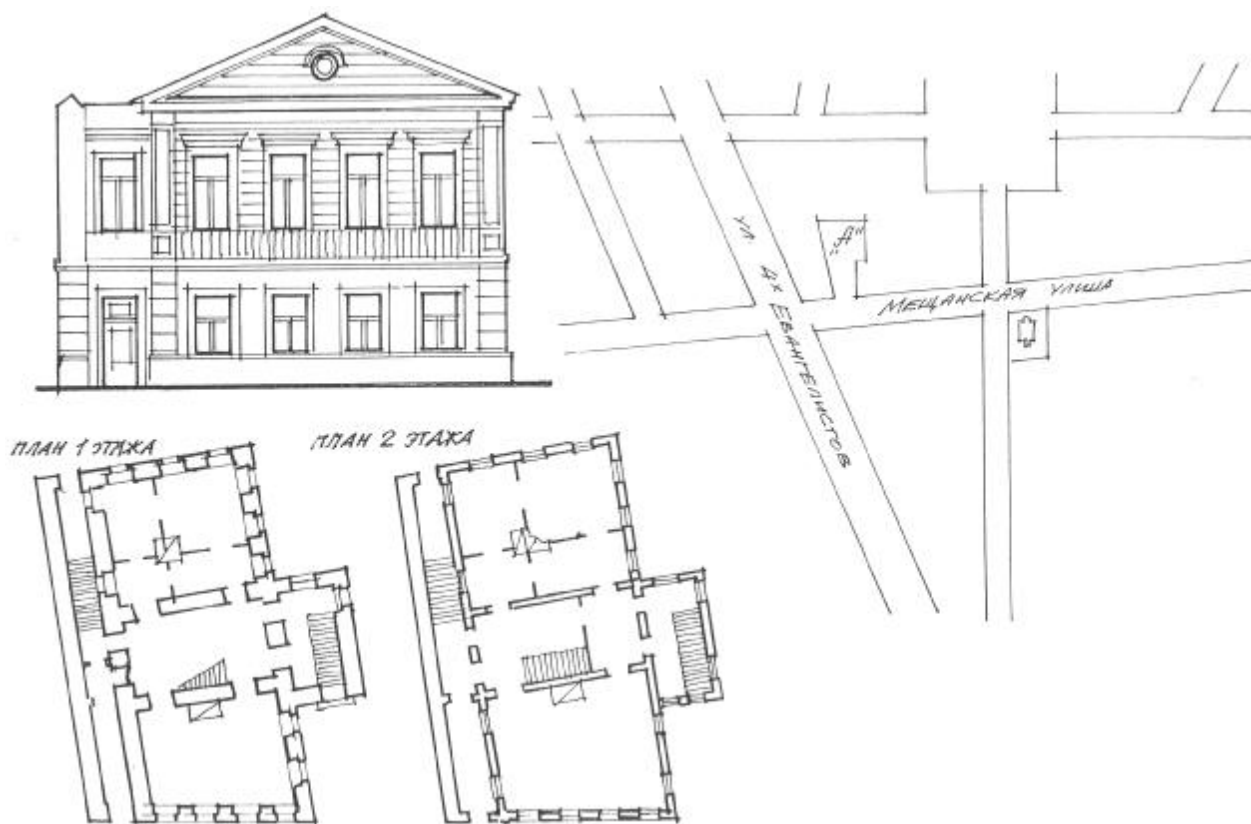 УЛ. 4х ЕВАНГЕЛИСТОВ
„А"
МЕЩАНСКАЯ УЛИЦА
ПЛАН 1 ЭТАЖА
ПЛАН 2 ЭТАЖА